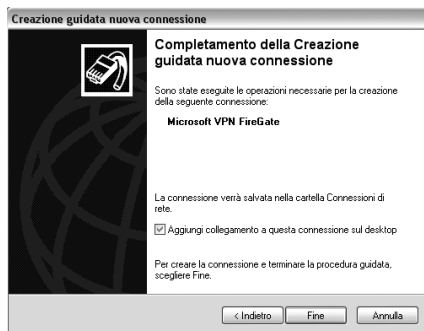 Creazione guidata nuova connessione
Completamento della Creazione
guidata nuova connessione
Sono state eseguite le operazioni necessarie per la creazione
della seguente connessione:
Microsoft VPN FireGate
La connessione verrà salvata nella cartella Connessioni di
rete.
Aggiungi collegamento a questa connessione sul desktop
Per creare la connessione e terminare la procedura guidata,
scegliere Fine.
< Indietro Fine Annulla